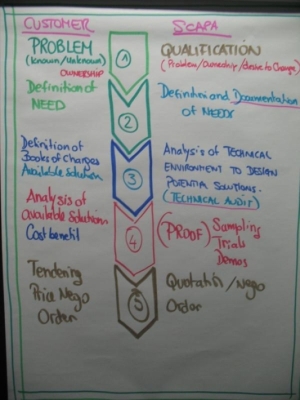 CUSTOMER
SCAPA
PROBLEM
(known/unknown)
OWNERSHIP
1
QUALIFICATION
(Problem/Ownership/desire to Change)
Definition of
NEED
2
Definition and Documentation
of NEEDS
Definition of
Books of Charges
Available Solution
3
Analysis of TECHNICAL
ENVIRONMENT TO DESIGN
POTENTIAL SOLUTIONS.
(TECHNICAL AUDIT)
Analysis of
available Solutions
Cost benefit
4
(PROOF) Sampling
Trials
Demos
Tendering
Price Nego
Order
5
Quotation/Nego
Order